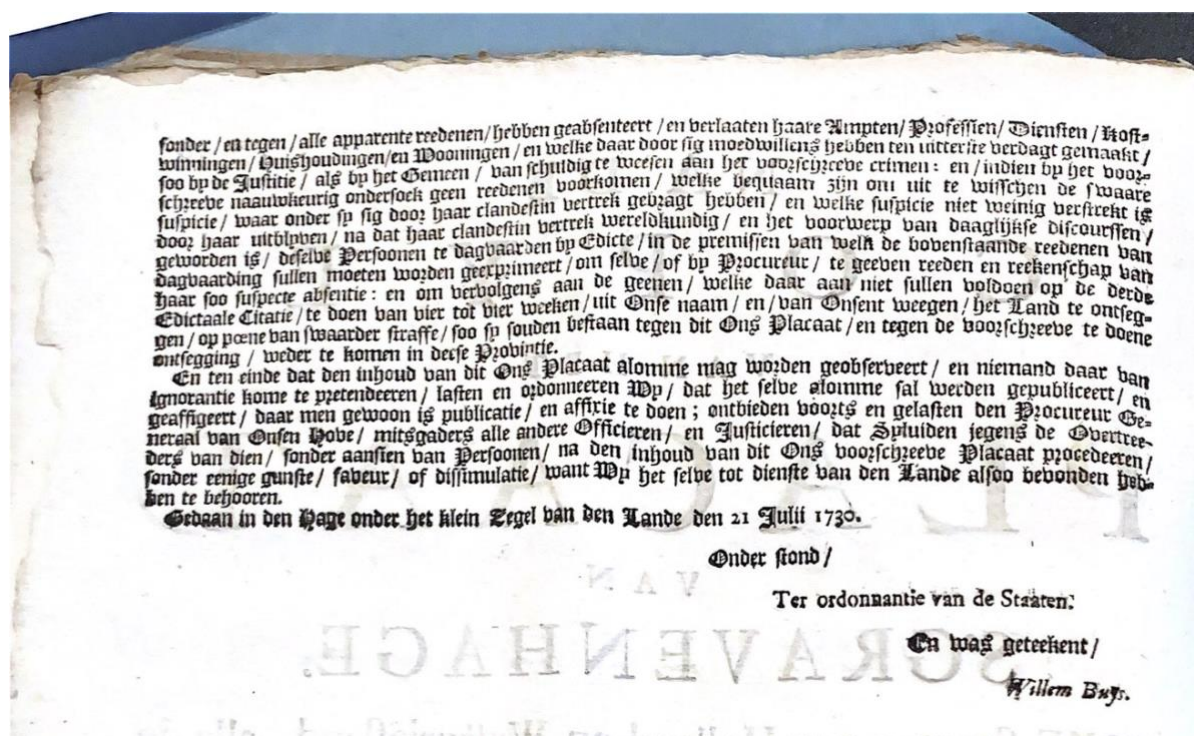 sonder / en tegen / alle apparente reedenen / hebben geabsenteert / en verlaaten haare Ampten / Professien / Diensten / Kost-
winningen / Huishoudingen / en Wooningen / en welke daar door sig moedwillens hebben ten uitterste verdagt gemaakt /
soo by de Justitie / als by het Gemeen / van schuldig te weesen aan het voorschreeve crimen : en / indien by het voor-
schreeve naauwkeurig ondersoek geen reedenen voorkomen / welke bequaam zijn om uit te wisschen de swaare
suspicie / waar onder sy sig door haar clandestin vertrek gebragt hebben / en welke suspicie niet weinig versterkt is
door haar uitblyven / na dat haar clandestin vertrek wereldkundig / en het voorwerp van daaglijkse discourssen /
geworden is / deselve Persoonen te dagvaarden by Edicte / in de premissen van welk de bovenstaande reedenen van
dagvaarding sullen moeten worden geexprimeert / om selve / of by Procureur / te geeven reeden en reekenschap van
haar soo suspecte absentie : en om vervolgens aan de geenen / welke daar aan niet sullen voldoen op de derde
Edictaale Citatie / te doen van vier tot vier weeken / uit Onse naam / en / van Onsent weegen / het Land te ontseg-
gen / op pœne van swaarder straffe / soo sy souden bestaan tegen dit Ons Placaat / en tegen de voorschreeve te doene
ontsegging / weder te komen in deese Provintie.
En ten einde dat den inhoud van dit Ons Placaat alomme mag worden geobserveert / en niemand daar van
ignorantie kome te pretendeeren / lasten en ordonneeren Wy / dat het selve alomme sal werden gepubliceert / en
geaffigeert / daar men gewoon is publicatie / en affixie te doen ; ontbieden voorts en gelasten den Procureur Ge-
neraal van Onsen Hove / mitsgaders alle andere Officieren / en Justicieren / dat Syluiden jegens de Overtree-
ders van dien / sonder aansien van Persoonen / na den inhoud van dit Ons voorschreeve Placaat procedeeren /
sonder eenige gunste / faveur / of dissimulatie / want Wy het selve tot dienste van den Lande alsoo bevonden heb-
ben te behooren.
Gedaan in den Hage onder het klein Zegel van den Lande den 21 Julii 1730.
Onder stond /
Ter ordonnantie van de Staaten.
En was geteekent /
Willem Buys.